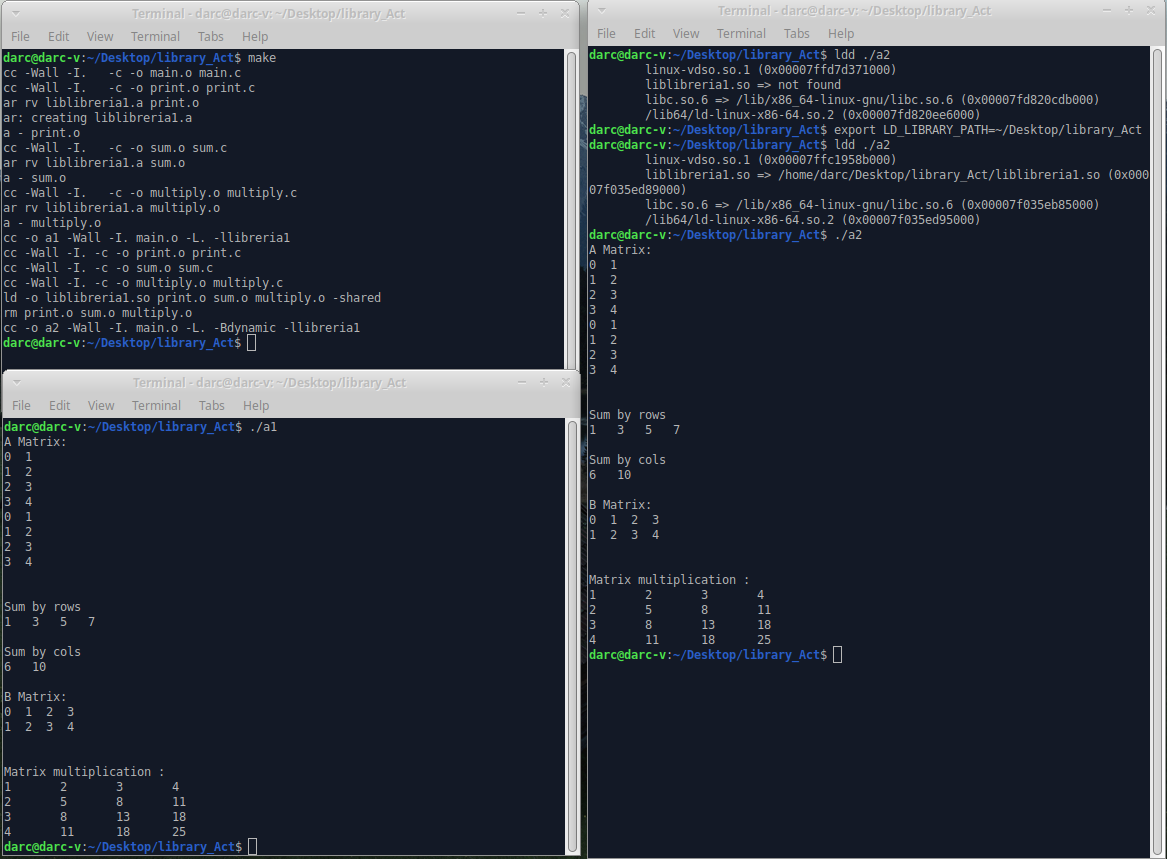 Terminal - darc@darc-v: ~/Desktop/library_Act
File Edit View Terminal Tabs Help
darc@darc-v:~/Desktop/library_Act$ make
cc -Wall -I.   -c -o main.o main.c
cc -Wall -I.   -c -o print.o print.c
ar rv liblibreria1.a print.o
ar: creating liblibreria1.a
a - print.o
cc -Wall -I.   -c -o sum.o sum.c
ar rv liblibreria1.a sum.o
a - sum.o
cc -Wall -I.   -c -o multiply.o multiply.c
ar rv liblibreria1.a multiply.o
a - multiply.o
cc -o a1 -Wall -I. main.o -L. -llibreria1
cc -Wall -I. -c -o print.o print.c
cc -Wall -I. -c -o sum.o sum.c
cc -Wall -I. -c -o multiply.o multiply.c
ld -o liblibreria1.so print.o sum.o multiply.o -shared
rm print.o sum.o multiply.o
cc -o a2 -Wall -I. main.o -L. -Bdynamic -llibreria1
darc@darc-v:~/Desktop/library_Act$
Terminal - darc@darc-v: ~/Desktop/library_Act
File Edit View Terminal Tabs Help
darc@darc-v:~/Desktop/library_Act$ ./a1
A Matrix:
0  1
1  2
2  3
3  4
0  1
1  2
2  3
3  4
Sum by rows
1   3   5   7
Sum by cols
6   10
B Matrix:
0  1  2  3
1  2  3  4
Matrix multiplication :
1       2       3       4
2       5       8       11
3       8       13      18
4       11      18      25
darc@darc-v:~/Desktop/library_Act$
Terminal - darc@darc-v: ~/Desktop/library_Act
File Edit View Terminal Tabs Help
darc@darc-v:~/Desktop/library_Act$ ldd ./a2
linux-vdso.so.1 (0x00007ffd7d371000)
liblibreria1.so => not found
libc.so.6 => /lib/x86_64-linux-gnu/libc.so.6 (0x00007fd820cdb000)
/lib64/ld-linux-x86-64.so.2 (0x00007fd820ee6000)
darc@darc-v:~/Desktop/library_Act$ export LD_LIBRARY_PATH=~/Desktop/library_Act
darc@darc-v:~/Desktop/library_Act$ ldd ./a2
linux-vdso.so.1 (0x00007ffc1958b000)
liblibreria1.so => /home/darc/Desktop/library_Act/liblibreria1.so (0x000
07f035ed89000)
libc.so.6 => /lib/x86_64-linux-gnu/libc.so.6 (0x00007f035eb85000)
/lib64/ld-linux-x86-64.so.2 (0x00007f035ed95000)
darc@darc-v:~/Desktop/library_Act$ ./a2
A Matrix:
0  1
1  2
2  3
3  4
0  1
1  2
2  3
3  4
Sum by rows
1   3   5   7
Sum by cols
6   10
B Matrix:
0  1  2  3
1  2  3  4
Matrix multiplication :
1       2       3       4
2       5       8       11
3       8       13      18
4       11      18      25
darc@darc-v:~/Desktop/library_Act$